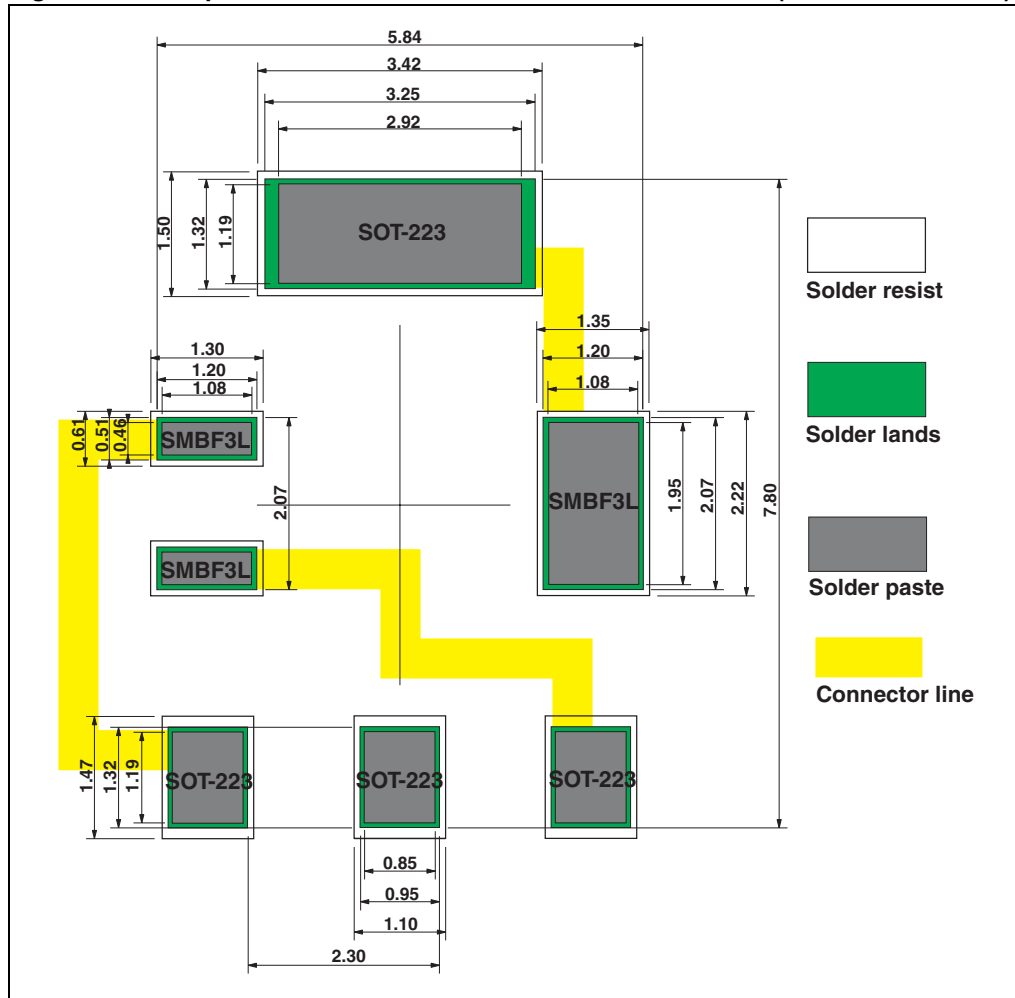 5.84
3.42
3.25
2.92
1.50
1.32
1.19
SOT-223
Solder resist
1.35
1.20
1.08
1.30
1.20
1.08
0.61
0.51
0.46
SMBF3L
Solder lands
2.07
SMBF3L
1.95
2.07
2.22
7.80
SMBF3L
Solder paste
Connector line
1.47
1.32
1.19
SOT-223
SOT-223
SOT-223
0.85
0.95
1.10
2.30